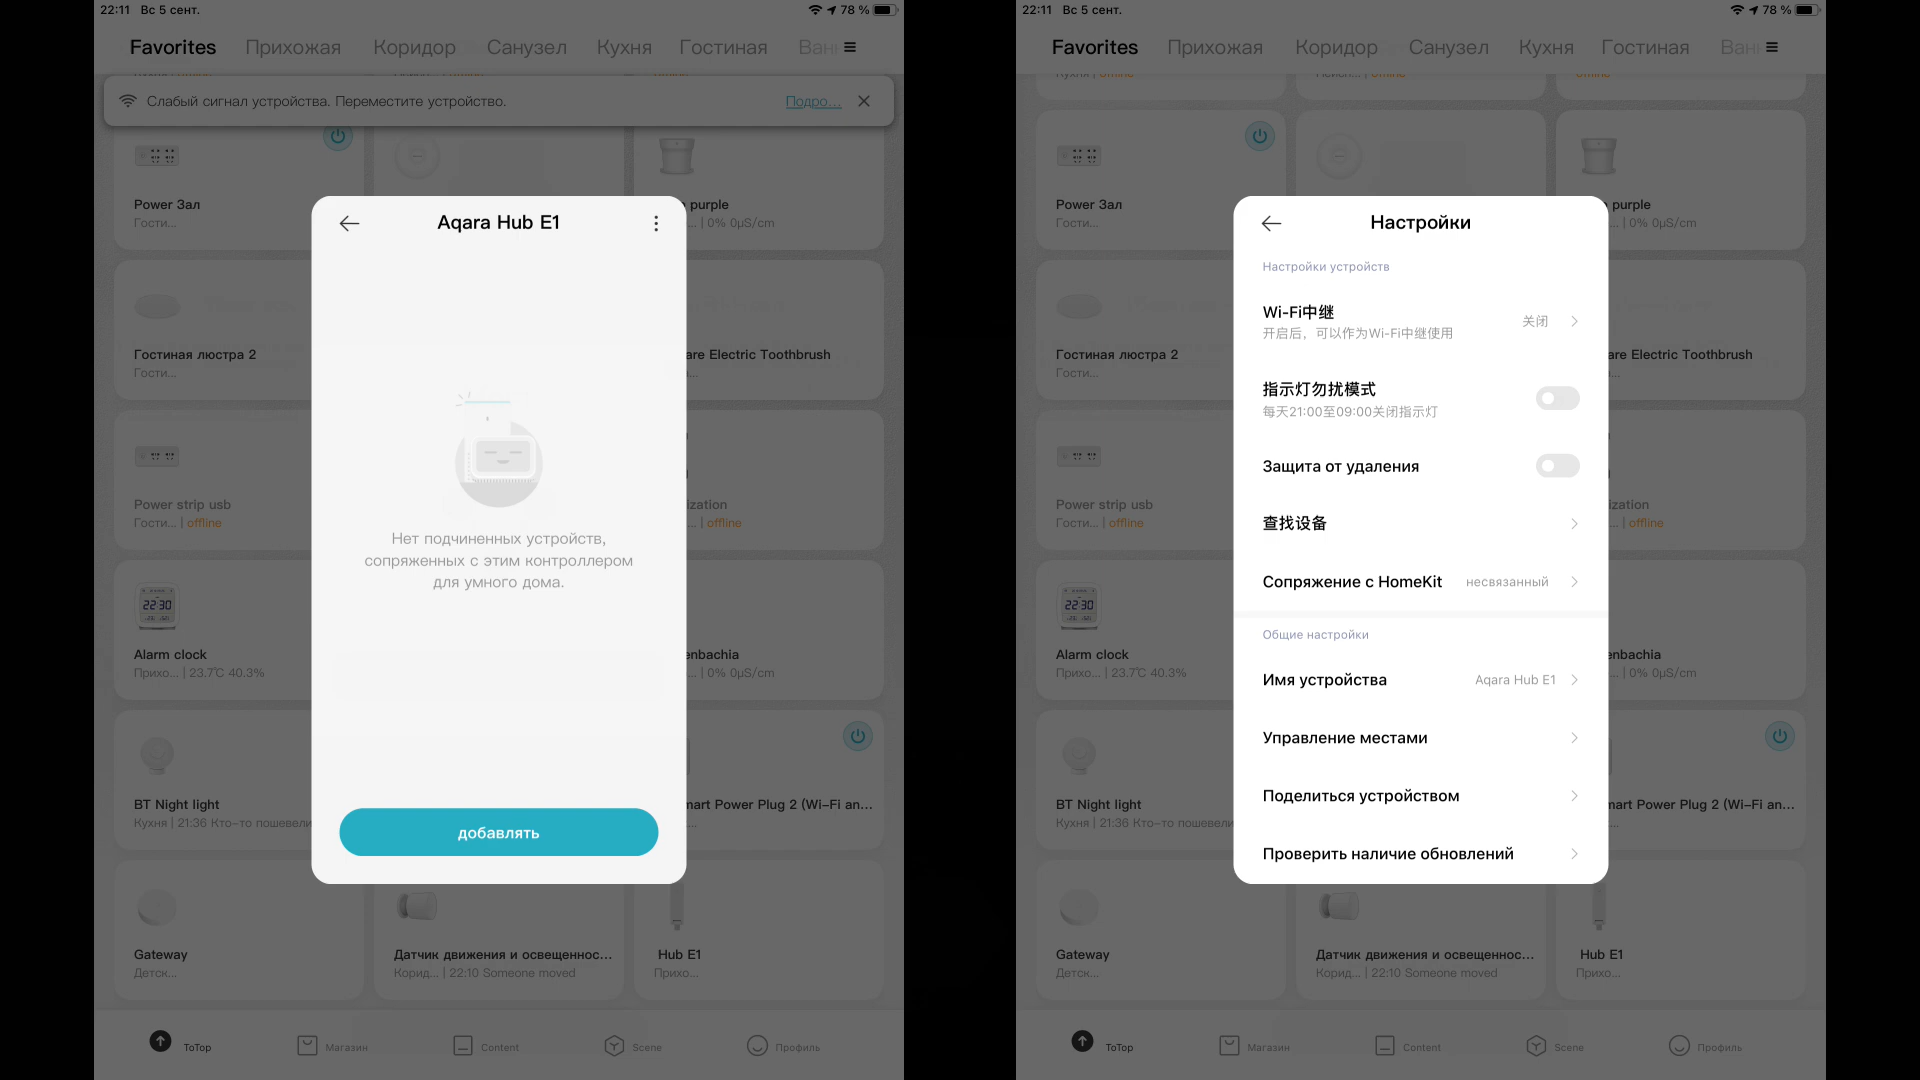 22:11 Вс 5 сент.
78 %
Favorites Прихожая Коридор Санузел Кухня Гостиная
Слабый сигнал устройства. Переместите устройство.
Подро...
Power Зал
Гости...
purple
... | 0% 0µS/cm
Aqara Hub E1
Гостиная люстра 2
Гости...
are Electric Toothbrush
Power strip usb
Гости... | offline
ization
... | offline
Нет подчиненных устройств,
сопряженных с этим контроллером
для умного дома.
22:30
Alarm clock
Прихо... | 23.7℃ 40.3%
enbachia
... | 0% 0µS/cm
BT Night light
Кухня | 21:36 Кто-то пошевели
mart Power Plug 2 (Wi-Fi an...
добавлять
Gateway
Детск...
Датчик движения и освещеннос...
Корид... | 22:10 Someone moved
Hub E1
Прихо...
ToTop
Магазин
Content
Scene
Профиль
22:11 Вс 5 сент.
78 %
Favorites Прихожая Коридор Санузел Кухня Гостиная
Кухня | offline
offline
offline
Power Зал
Гости...
purple
... | 0% 0µS/cm
Гостиная люстра 2
Гости...
are Electric Toothbrush
Power strip usb
Гости... | offline
ization
... | offline
22:30
Alarm clock
Прихо... | 23.7℃ 40.3%
enbachia
... | 0% 0µS/cm
BT Night light
Кухня | 21:36 Кто-то пошевели
mart Power Plug 2 (Wi-Fi an...
Настройки
Настройки устройств
Wi-Fi中继
开启后，可以作为Wi-Fi中继使用
关闭
指示灯勿扰模式
每天21:00至09:00关闭指示灯
Защита от удаления
查找设备
Сопряжение с HomeKit несвязанный
Общие настройки
Имя устройства Aqara Hub E1
Управление местами
Поделиться устройством
Проверить наличие обновлений
Gateway
Детск...
Датчик движения и освещеннос...
Корид... | 22:10 Someone moved
Hub E1
Прихо...
ToTop
Магазин
Content
Scene
Профиль